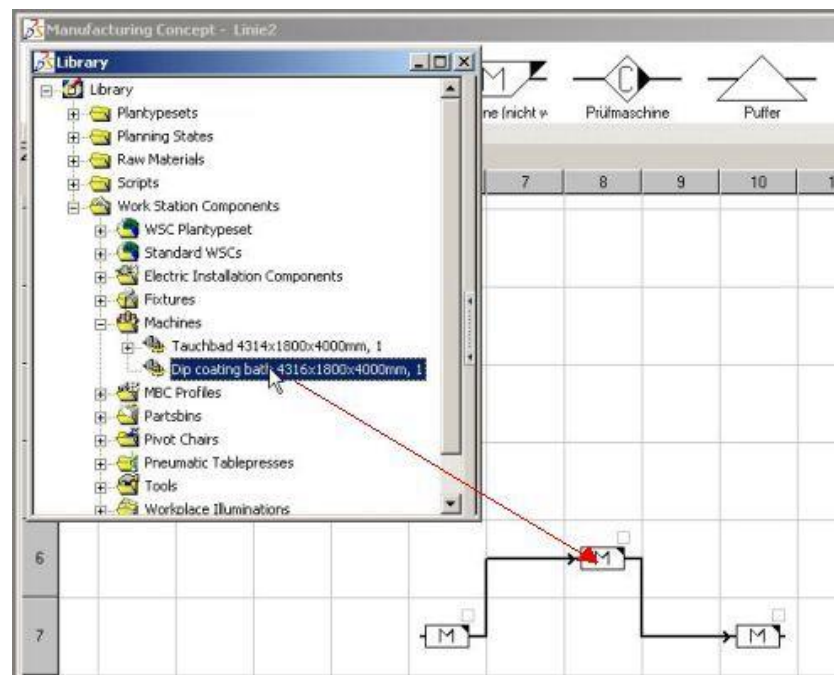 Manufacturing Concept - Linie2
Library
Library
Plantypesets
Planning States
Raw Materials
Scripts
Work Station Components
WSC Plantypeset
Standard WSCs
Electric Installation Components
Fixtures
Machines
Tauchbad 4314x1800x4000mm, 1
Dip coating bath 4316x1800x4000mm, 1
MBC Profiles
Partsbins
Pivot Chairs
Pneumatic Tablepresses
Tools
Workplace Illuminations
M C
ne (nicht w Prüfmaschine Puffer
7 8 9 10 1
6 M
7 M M